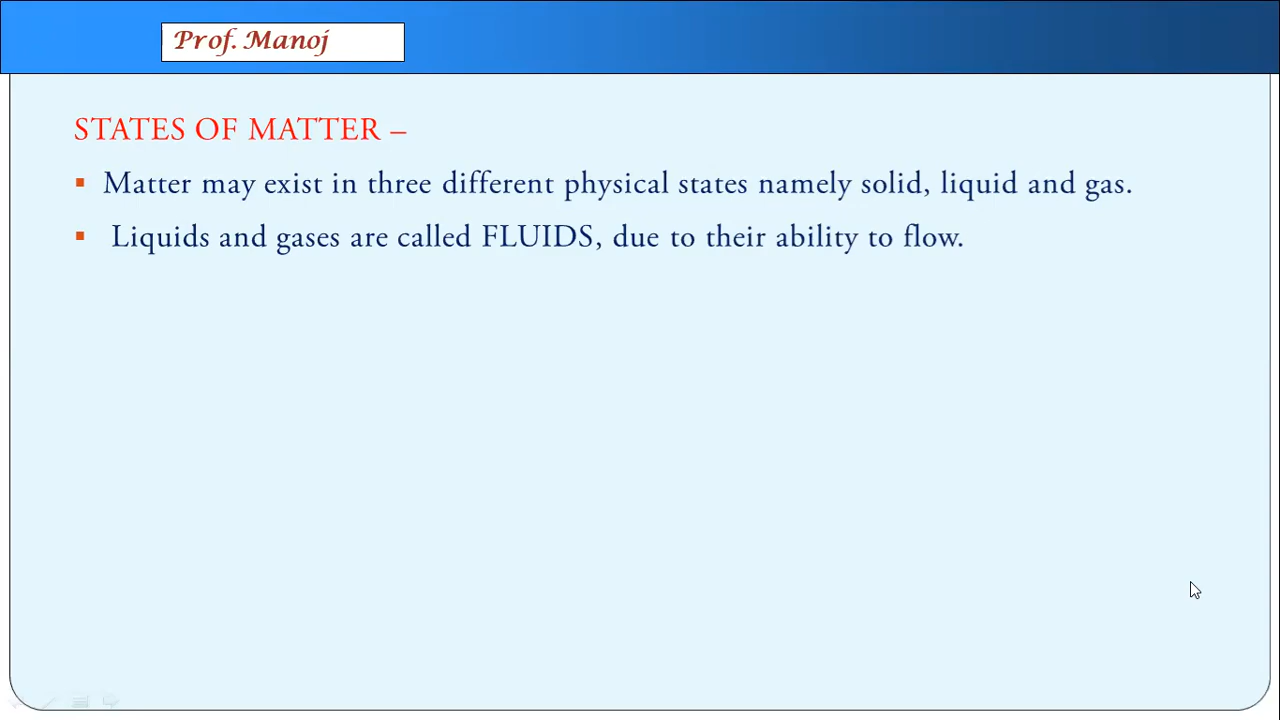 Prof. Manoj
STATES OF MATTER –
▪ Matter may exist in three different physical states namely solid, liquid and gas.
▪ Liquids and gases are called FLUIDS, due to their ability to flow.